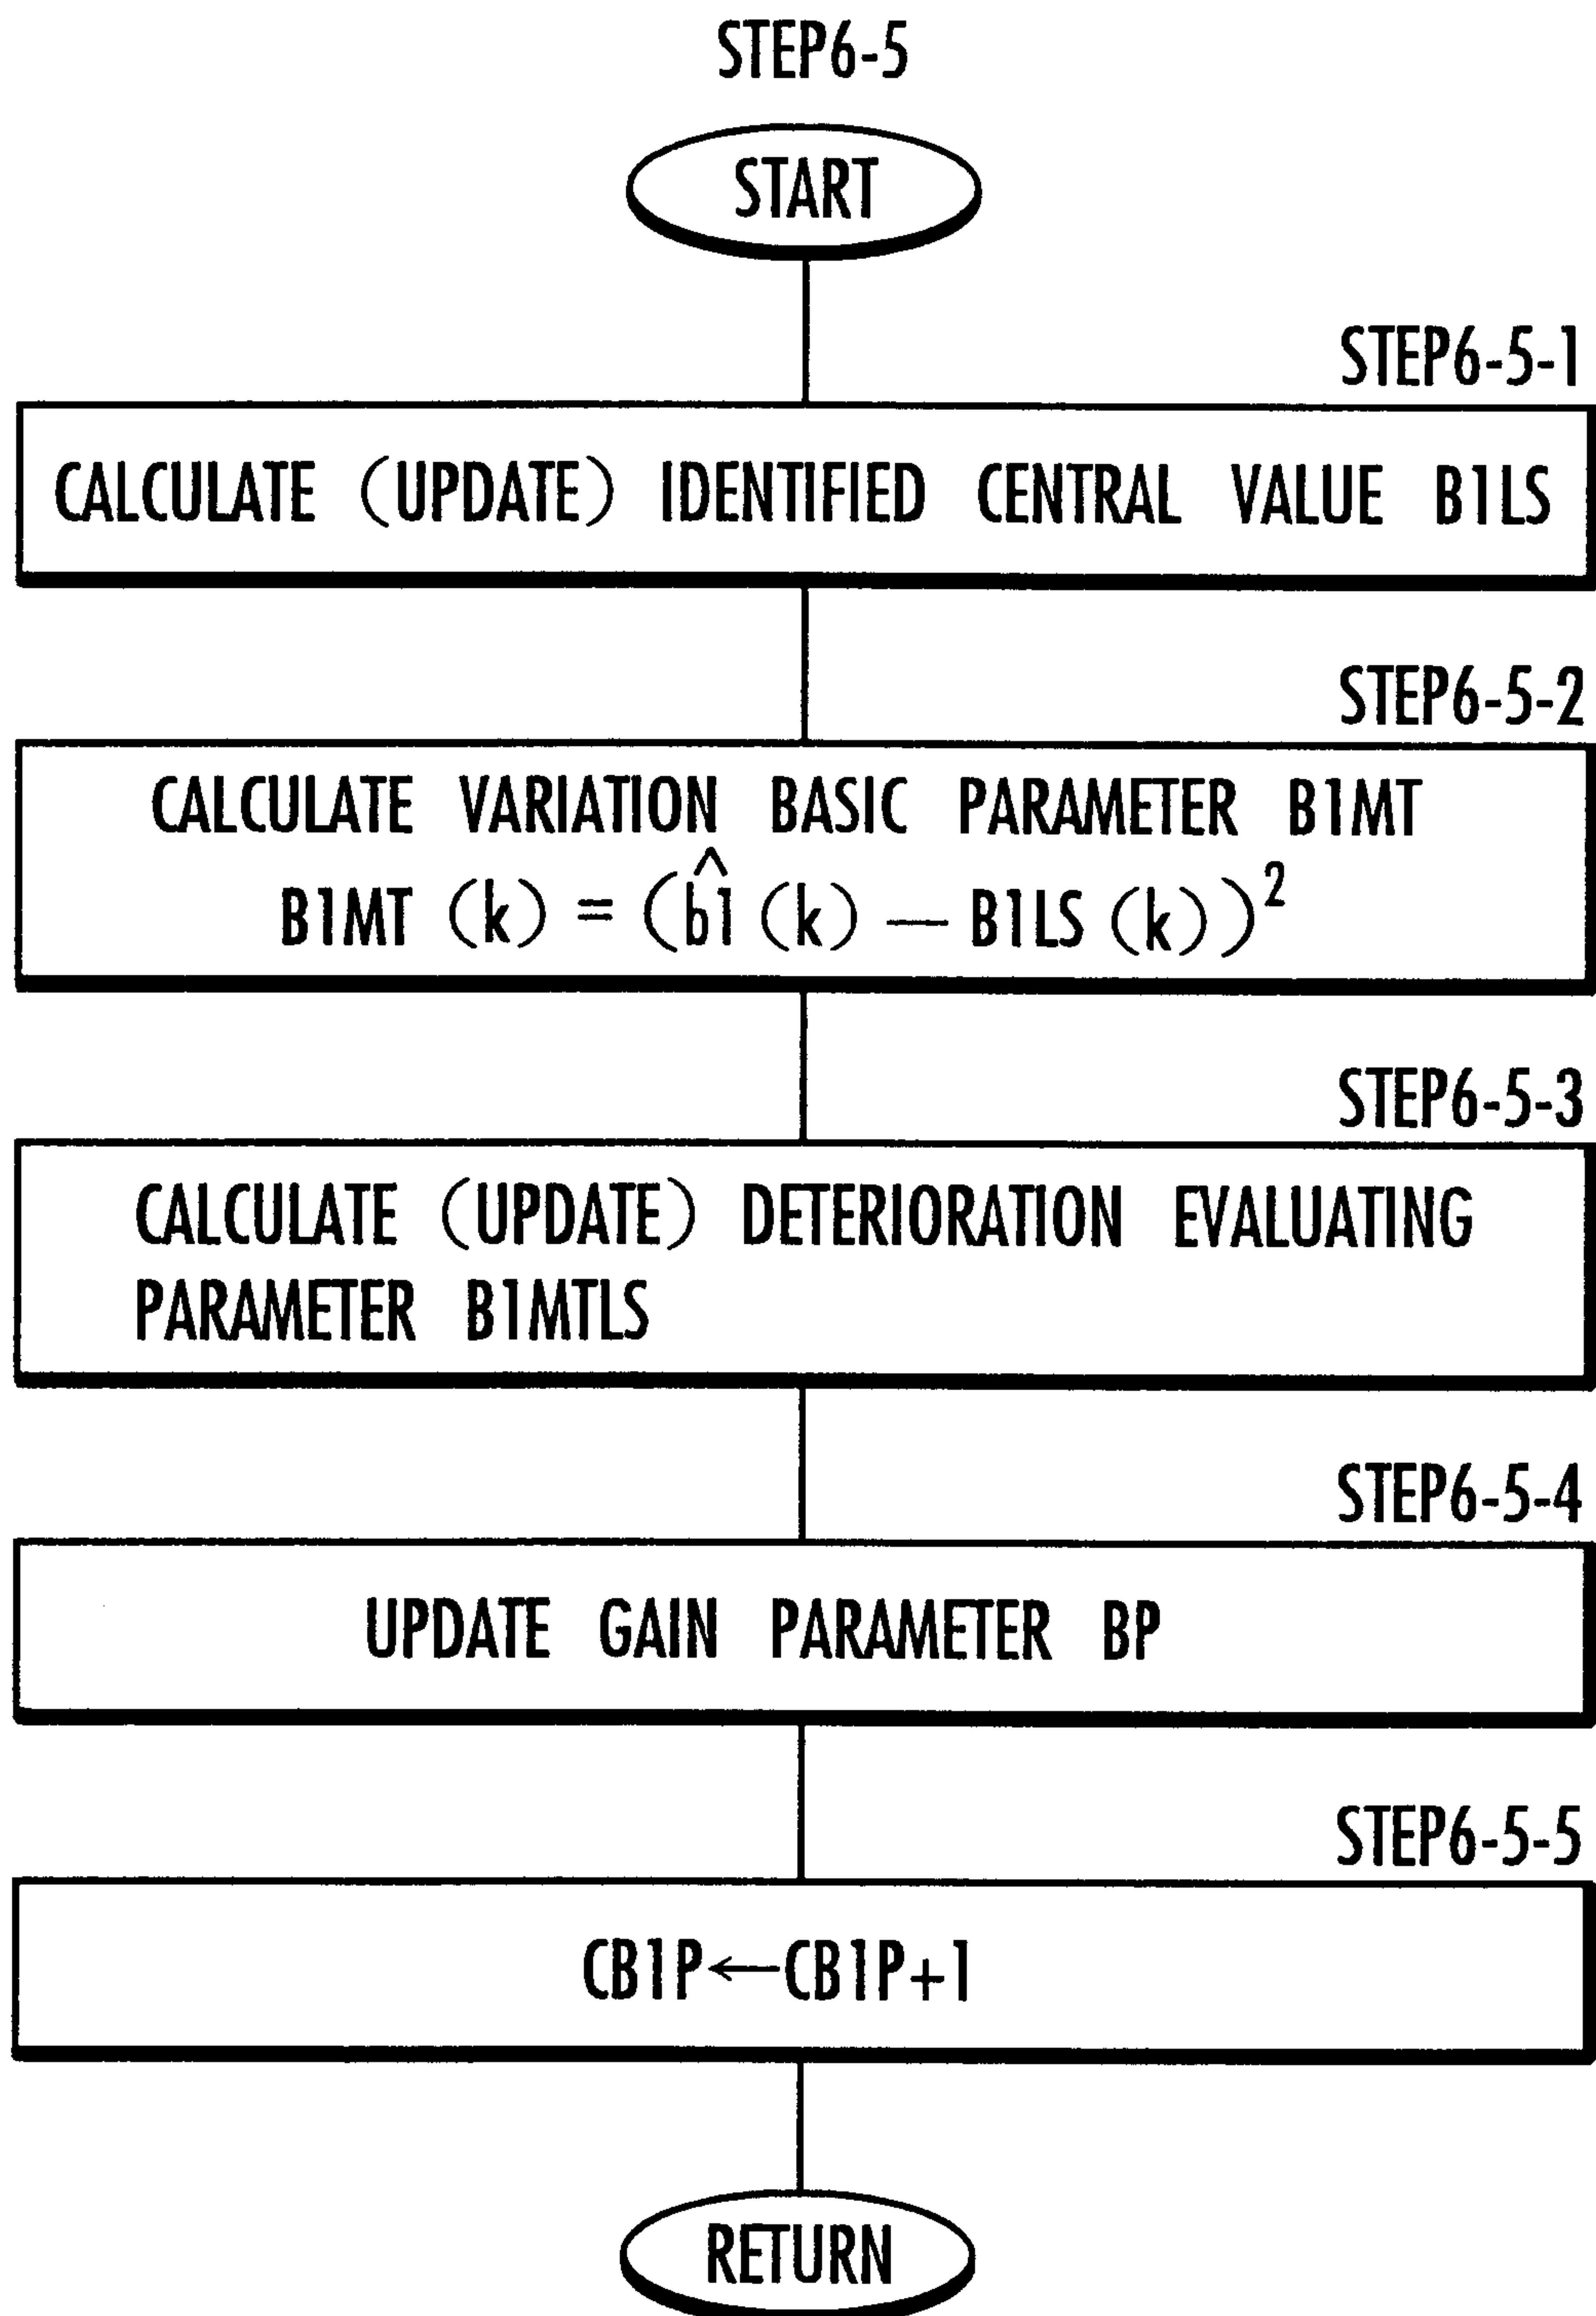 STEP6-5
START
STEP6-5-1
CALCULATE (UPDATE) IDENTIFIED CENTRAL VALUE B1LS
STEP6-5-2
CALCULATE VARIATION BASIC PARAMETER B1MT
B1MT (k) = (b̂1 (k) — B1LS (k))²
STEP6-5-3
CALCULATE (UPDATE) DETERIORATION EVALUATING
PARAMETER B1MTLS
STEP6-5-4
UPDATE GAIN PARAMETER BP
STEP6-5-5
CB1P←CB1P+1
RETURN